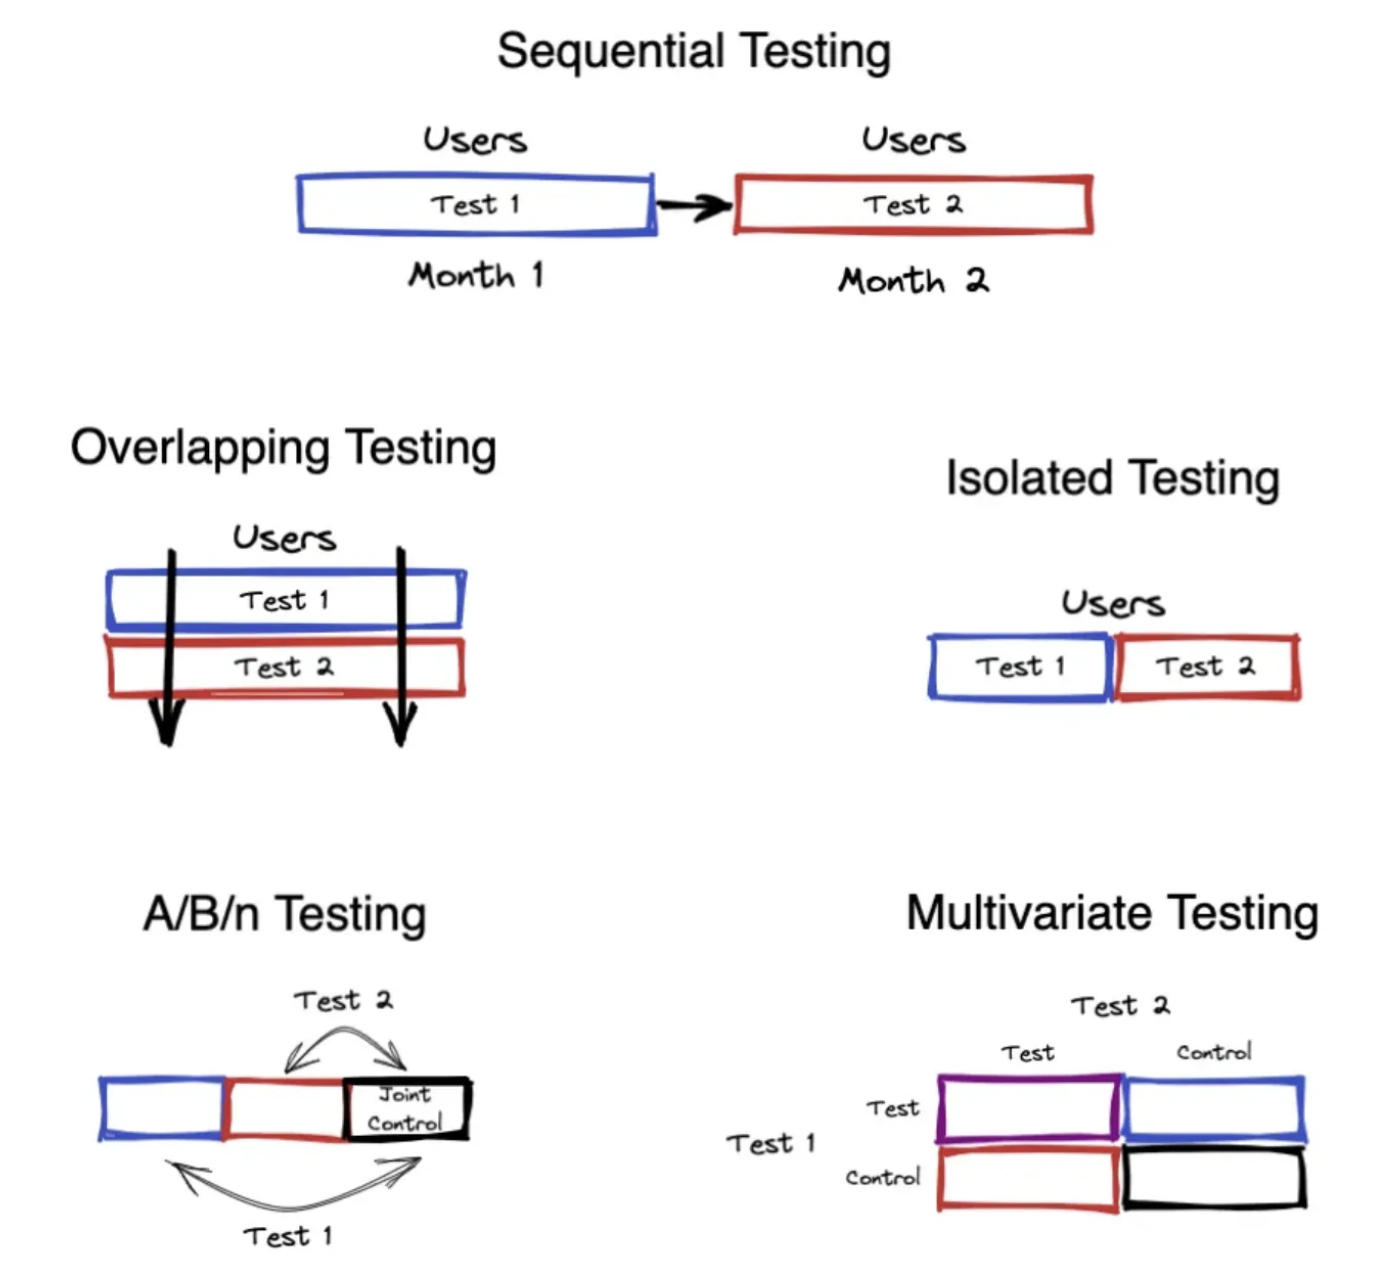 Sequential Testing
Users
Users
Test 1
Test 2
Month 1
Month 2
Overlapping Testing
Users
Test 1
Test 2
Isolated Testing
Users
Test 1
Test 2
A/B/n Testing
Test 2
Joint
Control
Test 1
Multivariate Testing
Test 2
Test
Control
Test
Test 1
Control